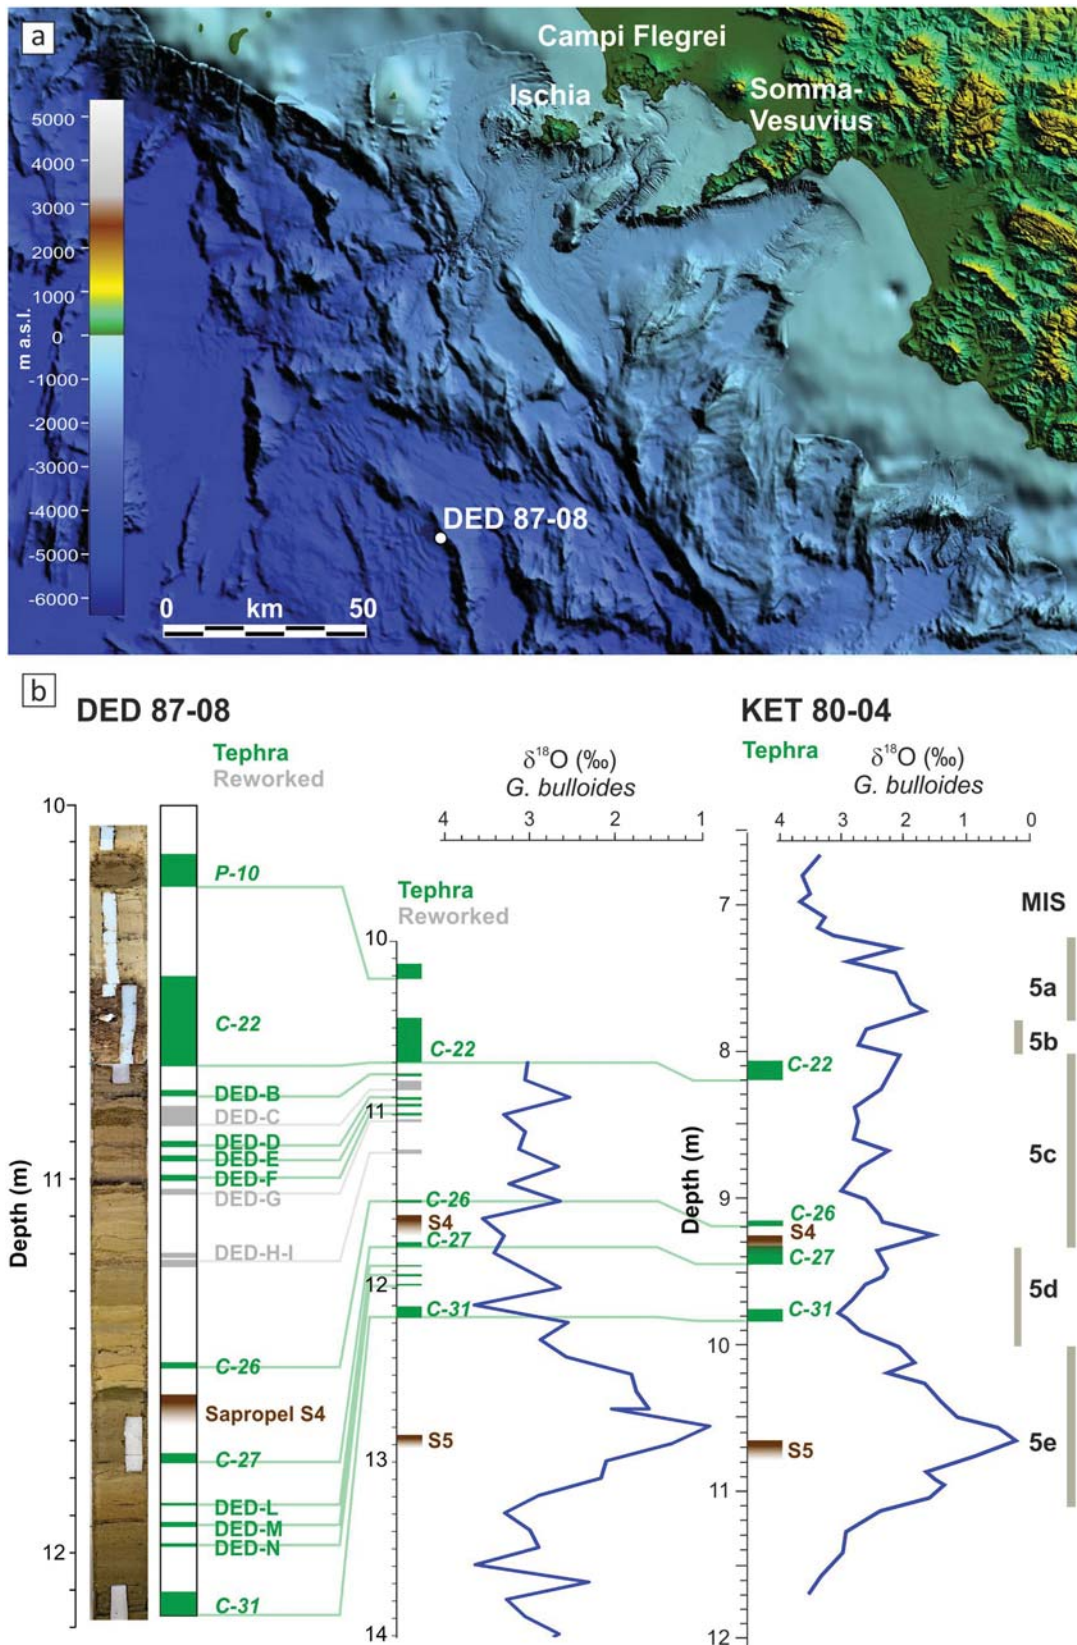 a
Campi Flegrei
Ischia
Somma-
Vesuvius
5000
4000
3000
2000
1000
0
-1000
-2000
-3000
-4000
-5000
-6000
m a.s.l.
DED 87-08
0 km 50
b
DED 87-08
KET 80-04
Tephra
Reworked
δ18O (‰)
G. bulloides
Tephra
δ18O (‰)
G. bulloides
4 3 2 1
4 3 2 1 0
Depth (m)
10
11
12
P-10
C-22
DED-B
DED-C
DED-D
DED-E
DED-F
DED-G
DED-H-I
C-26
Sapropel S4
C-27
DED-L
DED-M
DED-N
C-31
Tephra
Reworked
10
11
12
13
14
C-22
C-26
S4
C-27
C-31
S5
Depth (m)
7
8
9
10
11
12
C-22
C-26
S4
C-27
C-31
S5
MIS
5a
5b
5c
5d
5e